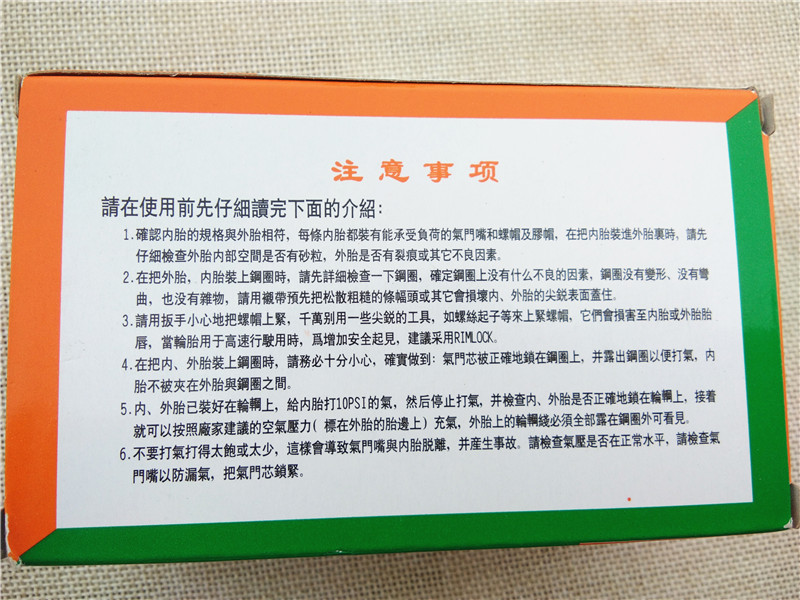 注意事项
請在使用前先仔細讀完下面的介紹：
1.確認内胎的規格與外胎相符，每條内胎都裝有能承受負荷的氣門嘴和螺帽及膠帽，在把内胎裝進外胎裏時，請先
仔細檢查外胎内部空間是否有砂粒，外胎是否有裂痕或其它不良因素。
2.在把外胎，内胎裝上鋼圈時，請先詳細檢查一下鋼圈，確定鋼圈上没有什么不良的因素，鋼圈没有變形、没有彎
曲，也没有雜物，請用襯帶預先把松散粗糙的條幅頭或其它會損壞内、外胎的尖銳表面蓋住。
3.請用扳手小心地把螺帽上緊，千萬别用一些尖銳的工具，如螺絲起子等來上緊螺帽，它們會損害至内胎或外胎胎
唇，當輪胎用于高速行駛用時，爲增加安全起見，建議采用RIMLOCK。
4.在把内、外胎裝上鋼圈時，請務必十分小心，確實做到：氣門芯被正確地鎖在鋼圈上，并露出鋼圈以便打氣，内
胎不被夾在外胎與鋼圈之間。
5.内、外胎已裝好在輪輞上，給内胎打10PSI的氣，然后停止打氣，并檢查内、外胎是否正確地鎖在輪輞上，接着
就可以按照廠家建議的空氣壓力(標在外胎的胎邊上)充氣，外胎上的輪輞綫必須全部露在鋼圈外可看見。
6.不要打氣打得太飽或太少，這樣會導致氣門嘴與内胎脱離，并産生事故。請檢查氣壓是否在正常水平，請檢查氣
門嘴以防漏氣，把氣門芯鎖緊。